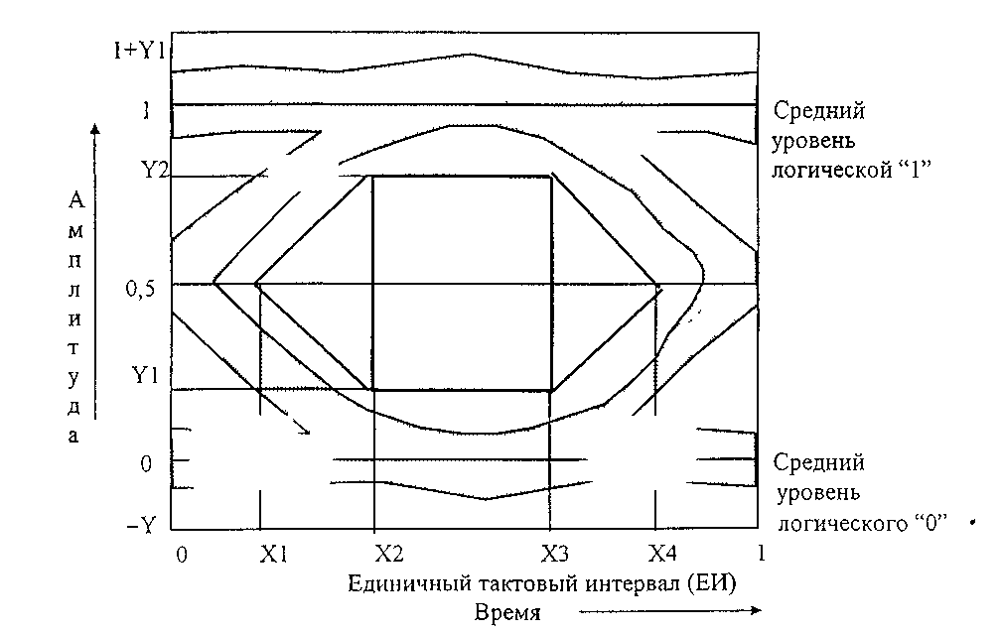 1+Y1
1
Средний
уровень
логической “1”
Y2
Амплитуда
0,5
Y1
0
Средний
уровень
логического “0”
–Y
0 X1 X2 X3 X4 1
Единичный тактовый интервал (ЕИ)
Время